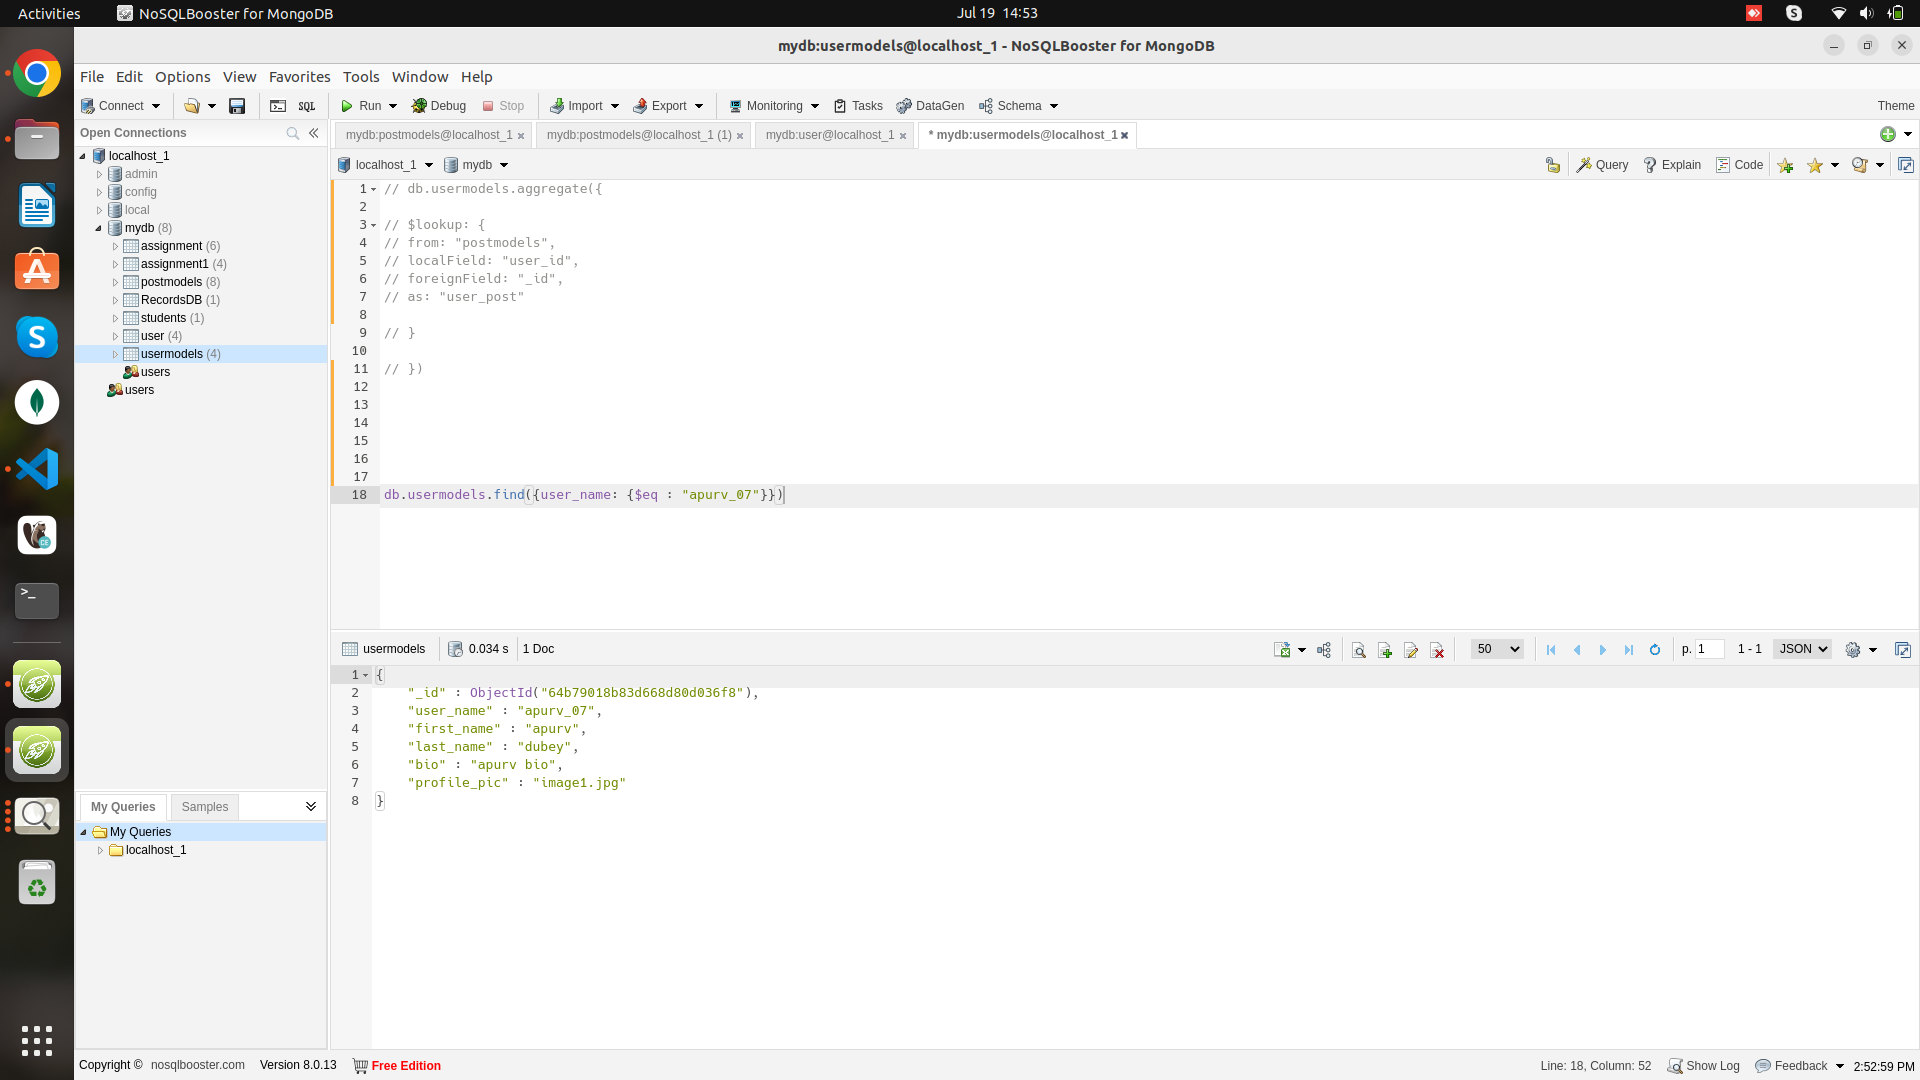 Activities NoSQLBooster for MongoDB Jul 19 14:53
mydb:usermodels@localhost_1 - NoSQLBooster for MongoDB
File Edit Options View Favorites Tools Window Help
Connect SQL Run Debug Stop Import Export Monitoring Tasks DataGen Schema Theme
Open Connections
mydb:postmodels@localhost_1 mydb:postmodels@localhost_1 (1) mydb:user@localhost_1 * mydb:usermodels@localhost_1
localhost_1 mydb Query Explain Code
localhost_1
admin
config
local
mydb (8)
assignment (6)
assignment1 (4)
postmodels (8)
RecordsDB (1)
students (1)
user (4)
usermodels (4)
users
users
1 // db.usermodels.aggregate({
2
3 // $lookup: {
4 // from: "postmodels",
5 // localField: "user_id",
6 // foreignField: "_id",
7 // as: "user_post"
8
9 // }
10
11 // })
12
13
14
15
16
17
18 db.usermodels.find({user_name: {$eq : "apurv_07"}})
usermodels 0.034 s 1 Doc 50 p. 1 1 - 1 JSON
1 {
2 "_id" : ObjectId("64b79018b83d668d80d036f8"),
3 "user_name" : "apurv_07",
4 "first_name" : "apurv",
5 "last_name" : "dubey",
6 "bio" : "apurv bio",
7 "profile_pic" : "image1.jpg"
8 }
My Queries Samples
My Queries
localhost_1
Copyright © nosqlbooster.com Version 8.0.13 Free Edition Line: 18, Column: 52 Show Log Feedback 2:52:59 PM